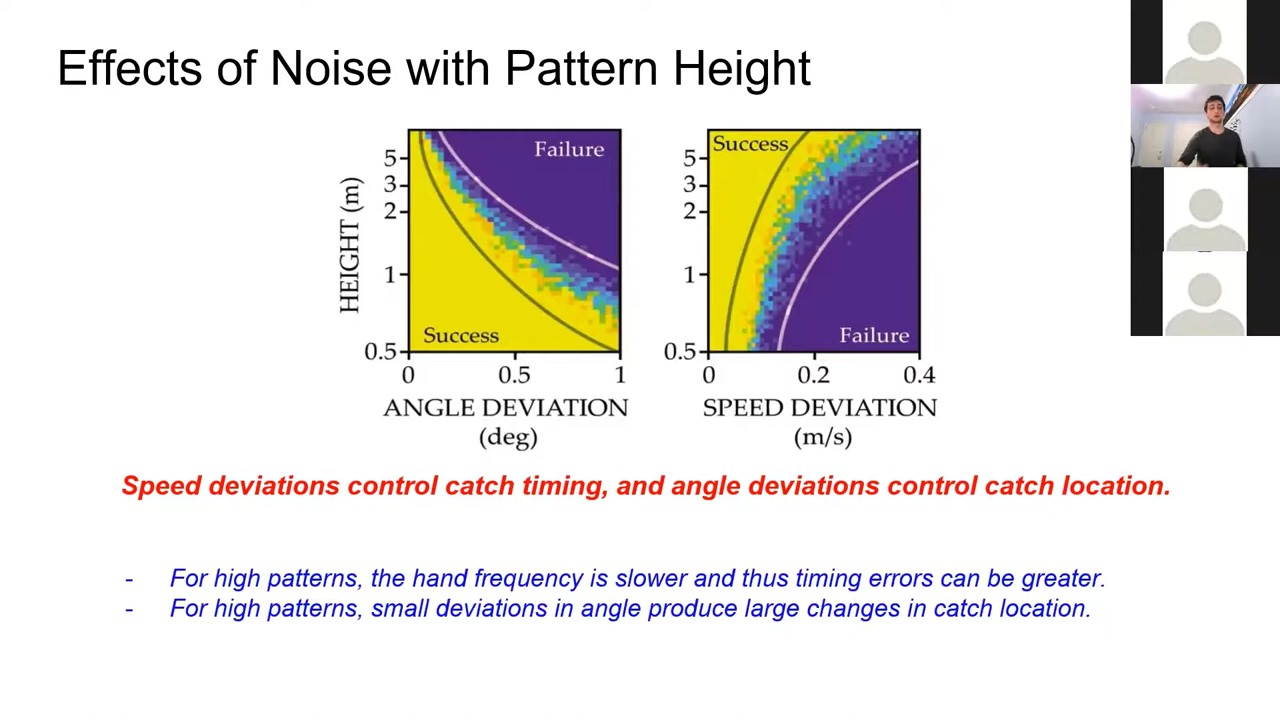 Effects of Noise with Pattern Height
HEIGHT (m)
5
3
2
1
0.5
Failure
Success
0
0.5
1
ANGLE DEVIATION
(deg)
5
3
2
1
0.5
Success
Failure
0
0.2
0.4
SPEED DEVIATION
(m/s)
Speed deviations control catch timing, and angle deviations control catch location.
- For high patterns, the hand frequency is slower and thus timing errors can be greater.
- For high patterns, small deviations in angle produce large changes in catch location.